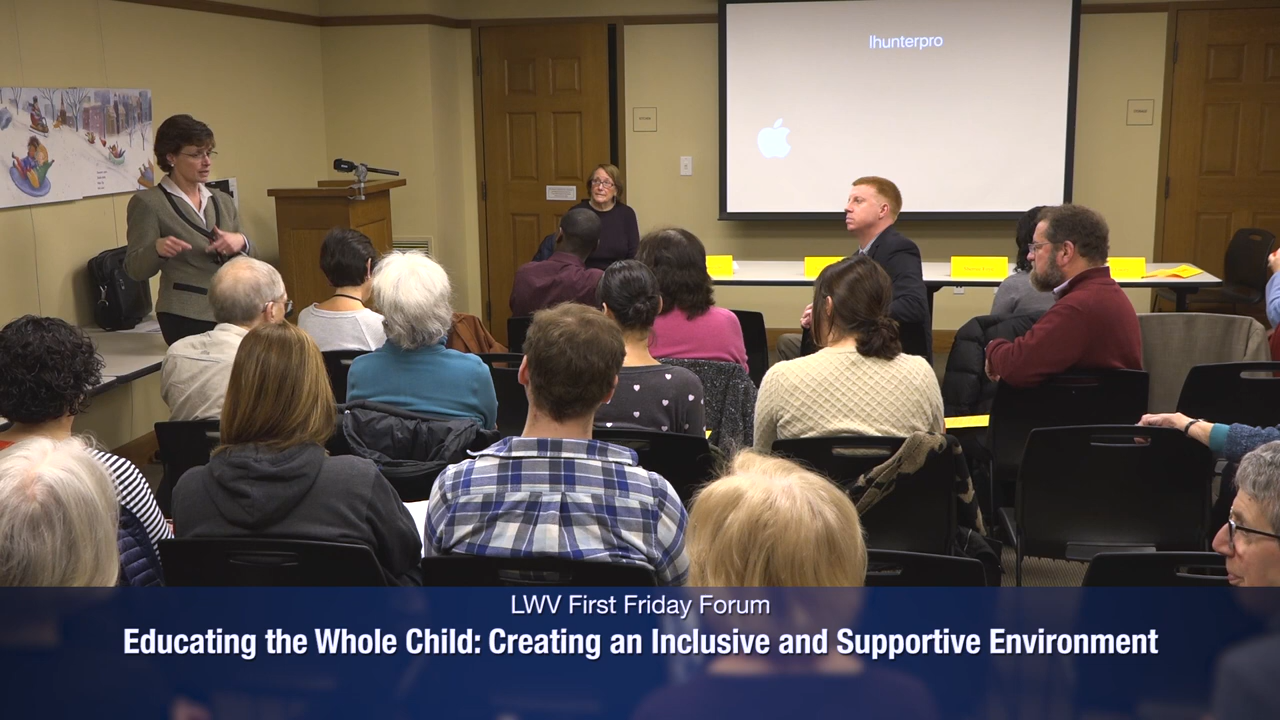 lhunterpro
LWV First Friday Forum
Educating the Whole Child: Creating an Inclusive and Supportive Environment